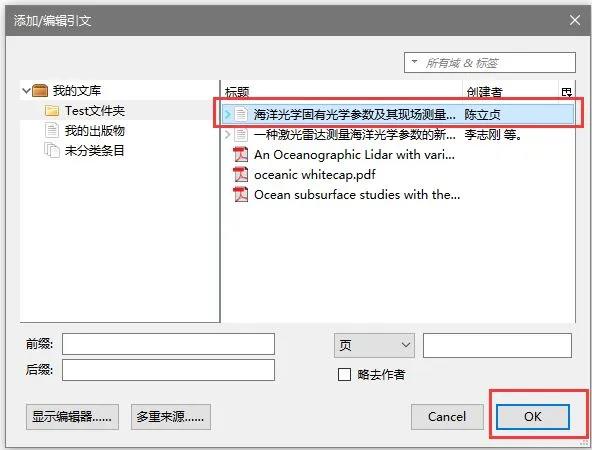 添加/编辑引文
所有域 & 标签
我的文库
Test文件夹
我的出版物
未分类条目
标题 创建者
海洋光学固有光学参数及其现场测量... 陈立贞
一种激光雷达测量海洋光学参数的新... 李志刚 等。
An Oceanographic Lidar with vari...
oceanic whitecap.pdf
Ocean subsurface studies with the...
前缀: 页
后缀: 略去作者
显示编辑器...... 多重来源...... Cancel OK